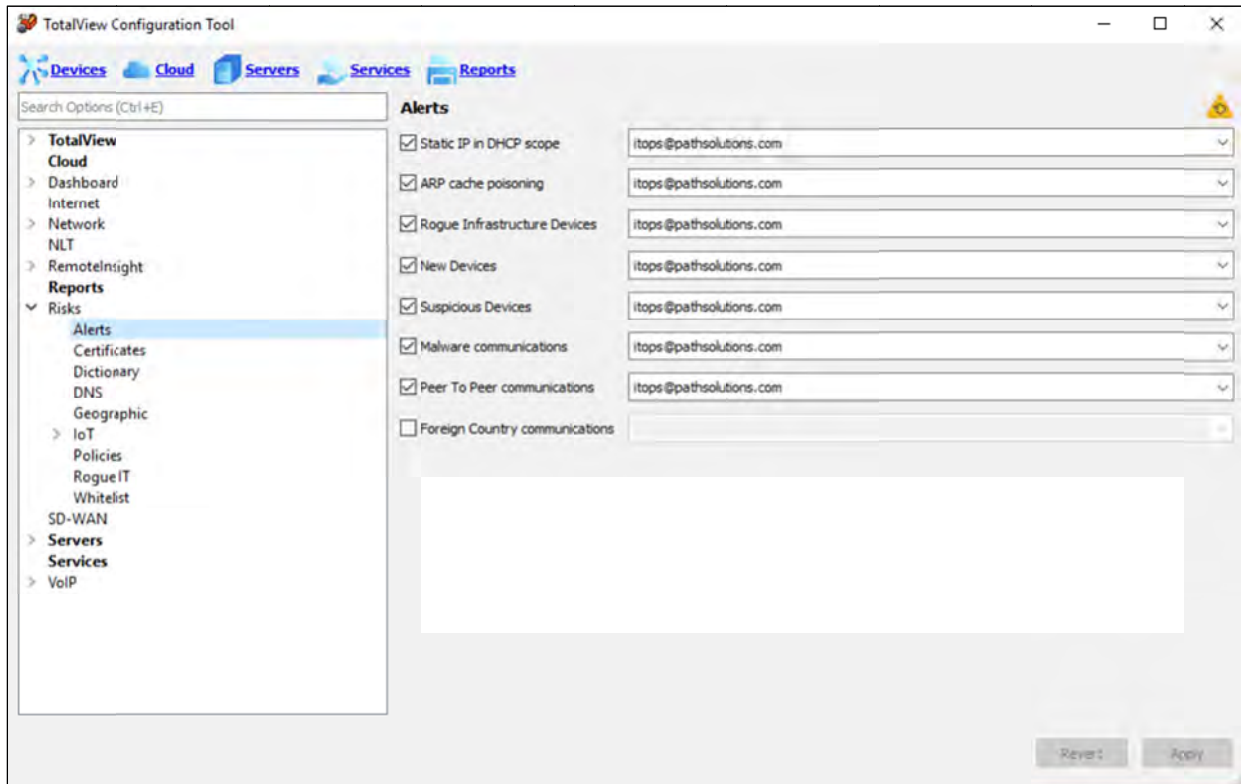 TotalView Configuration Tool
Devices Cloud Servers Services Reports
Search Options (Ctrl+E)
TotalView
Cloud
Dashboard
Internet
Network
NLT
RemoteInsight
Reports
Risks
Alerts
Certificates
Dictionary
DNS
Geographic
IoT
Policies
Rogue IT
Whitelist
SD-WAN
Servers
Services
VoIP
Alerts
Static IP in DHCP scope itops@pathsolutions.com
ARP cache poisoning itops@pathsolutions.com
Rogue Infrastructure Devices itops@pathsolutions.com
New Devices itops@pathsolutions.com
Suspicious Devices itops@pathsolutions.com
Malware communications itops@pathsolutions.com
Peer To Peer communications itops@pathsolutions.com
Foreign Country communications
Revert Apply